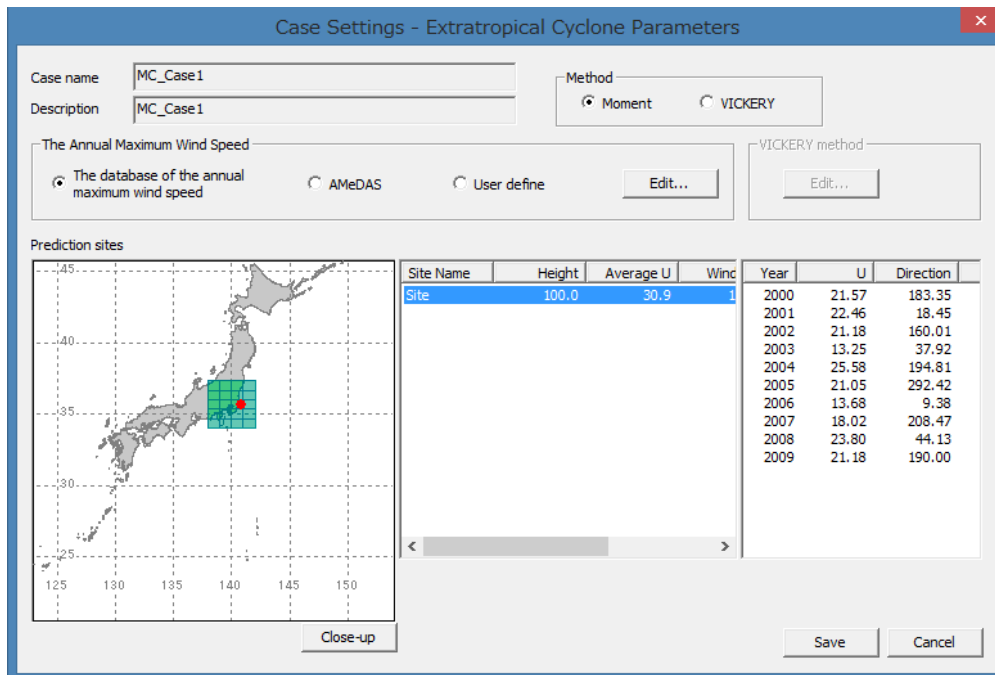 Case Settings - Extratropical Cyclone Parameters
Case name MC_Case1
Description MC_Case1
Method
Moment VICKERY
The Annual Maximum Wind Speed
The database of the annual
maximum wind speed
AMeDAS User define Edit...
VICKERY method
Edit...
Prediction sites
45
40
35
30
25
125 130 135 140 145 150
Close-up
Site Name Height Average U Wind
Site 100.0 30.9 1
Year U Direction
2000 21.57 183.35
2001 22.46 18.45
2002 21.18 160.01
2003 13.25 37.92
2004 25.58 194.81
2005 21.05 292.42
2006 13.68 9.38
2007 18.02 208.47
2008 23.80 44.13
2009 21.18 190.00
Save Cancel